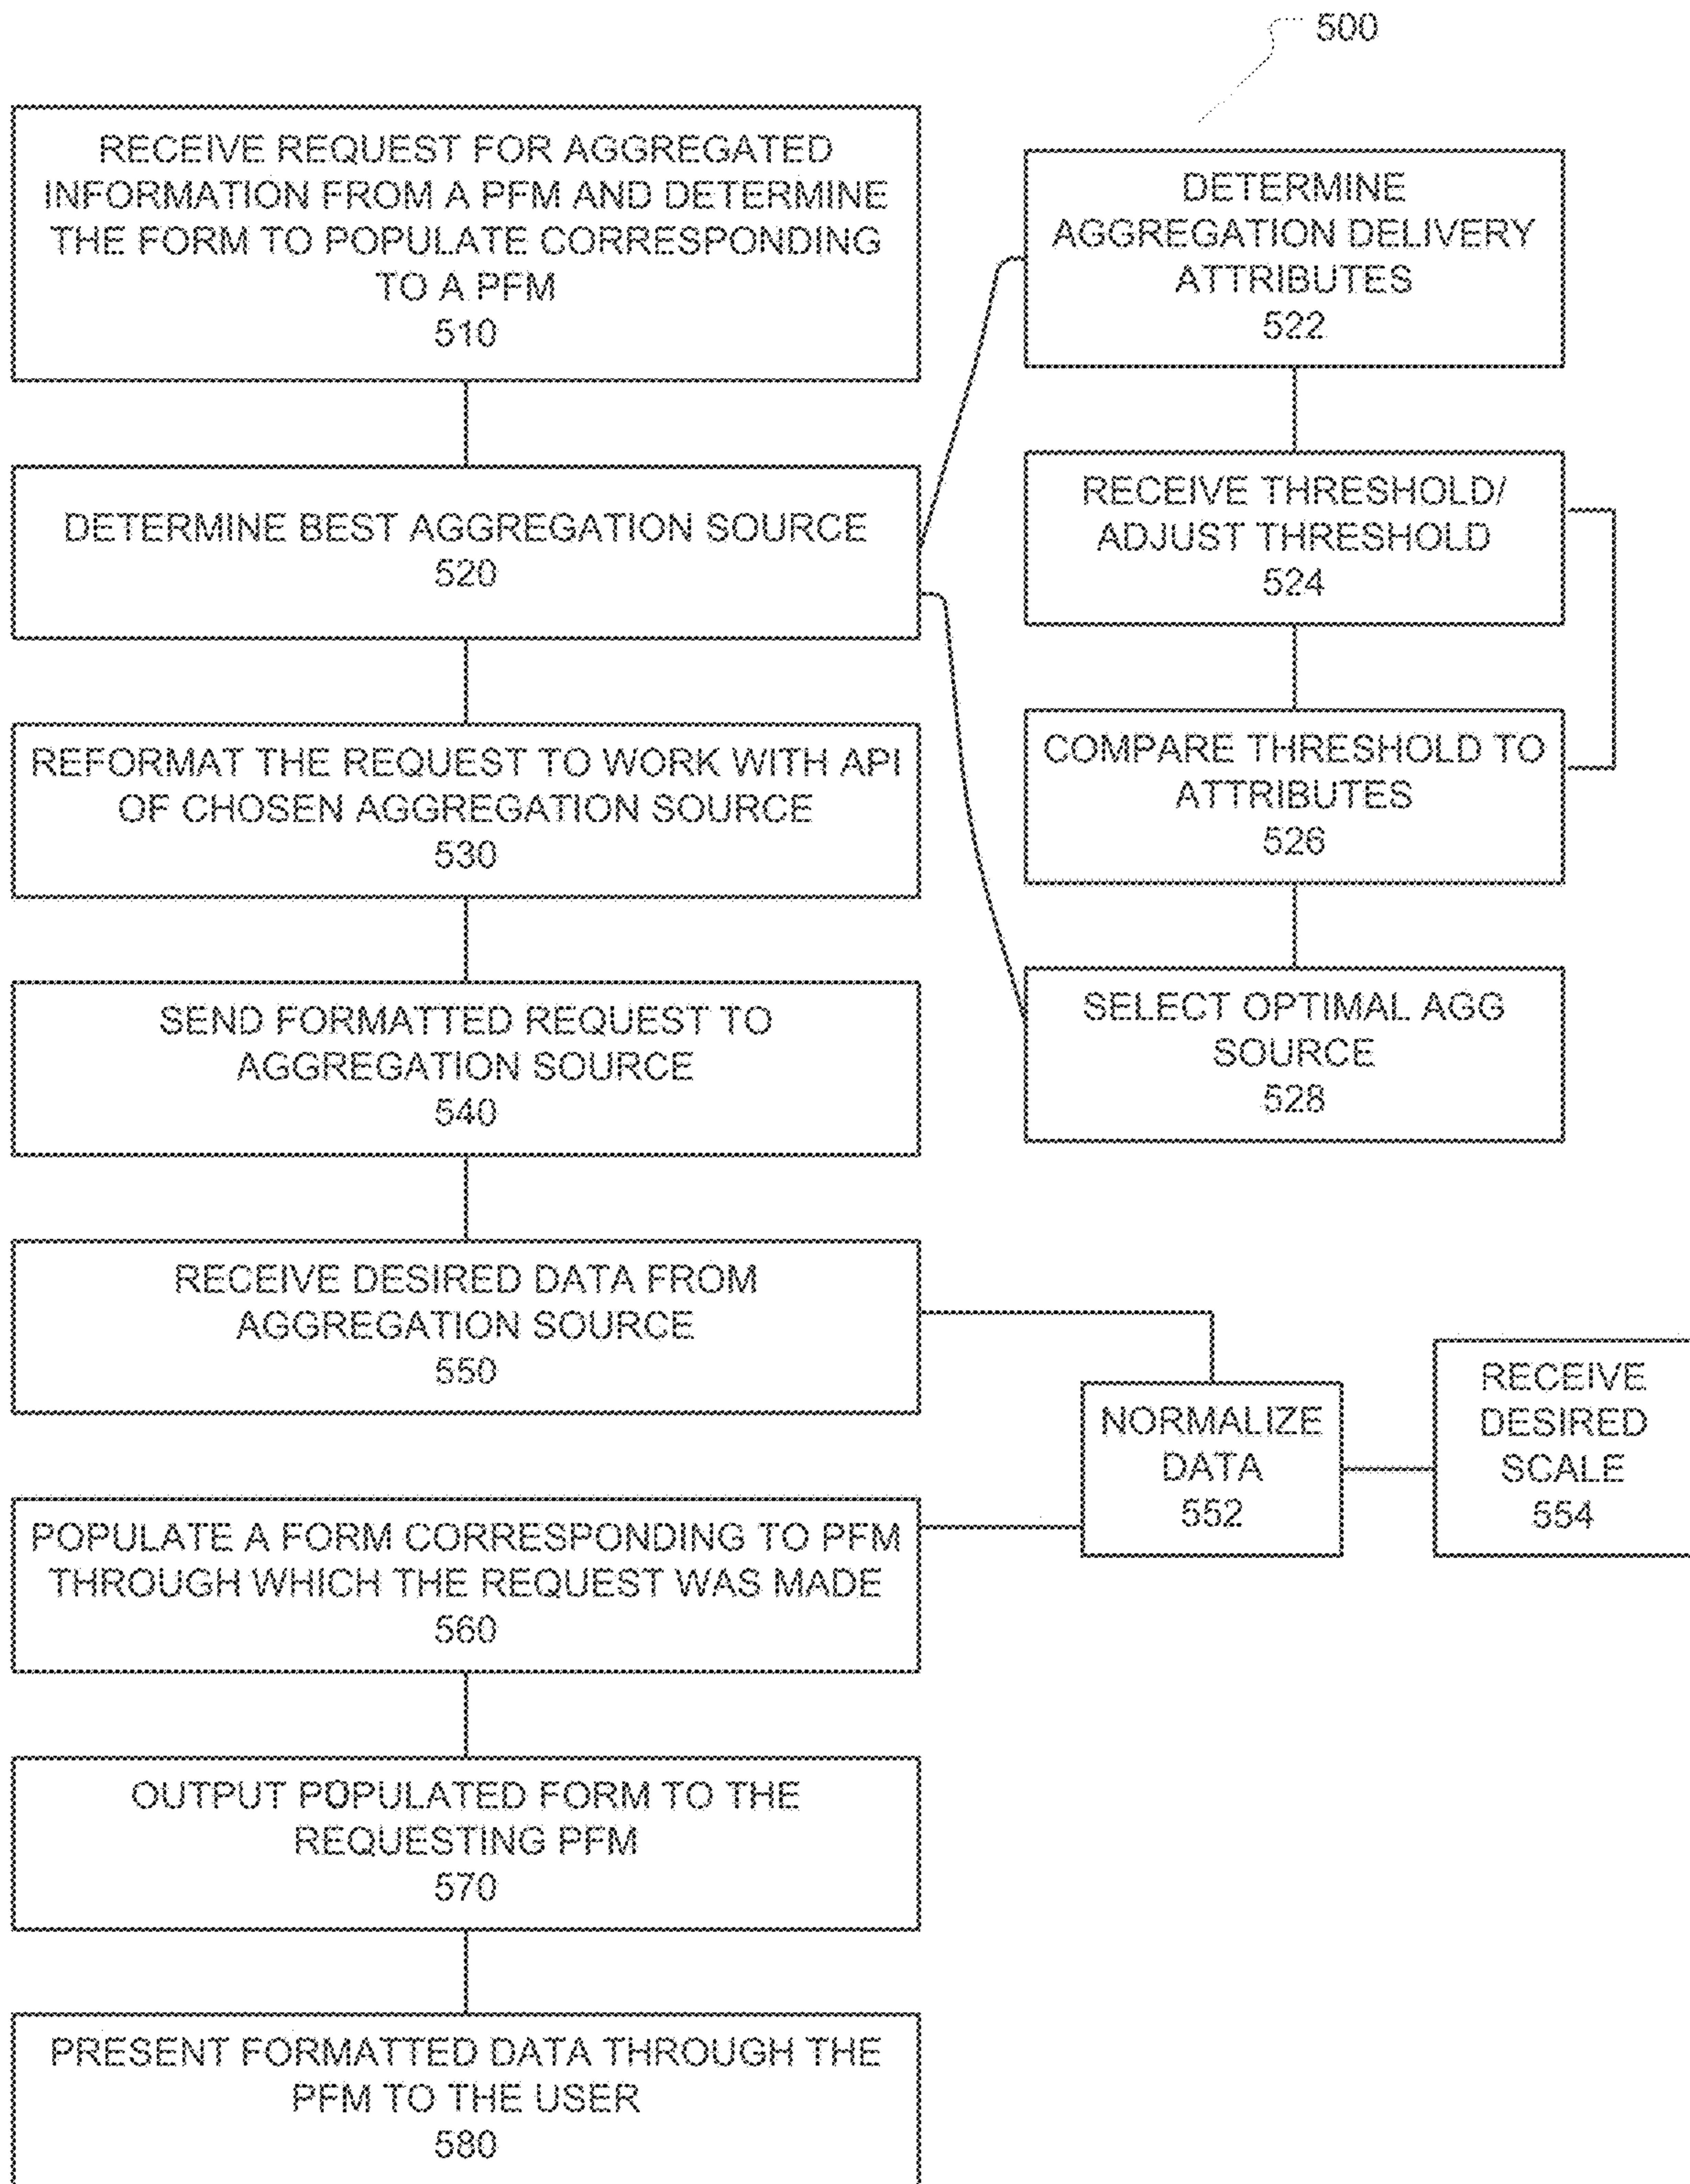 500
RECEIVE REQUEST FOR AGGREGATED
INFORMATION FROM A PFM AND DETERMINE
THE FORM TO POPULATE CORRESPONDING
TO A PFM
510
DETERMINE BEST AGGREGATION SOURCE
520
DETERMINE
AGGREGATION DELIVERY
ATTRIBUTES
522
RECEIVE THRESHOLD/
ADJUST THRESHOLD
524
COMPARE THRESHOLD TO
ATTRIBUTES
526
SELECT OPTIMAL AGG
SOURCE
528
REFORMAT THE REQUEST TO WORK WITH API
OF CHOSEN AGGREGATION SOURCE
530
SEND FORMATTED REQUEST TO
AGGREGATION SOURCE
540
RECEIVE DESIRED DATA FROM
AGGREGATION SOURCE
550
NORMALIZE
DATA
552
RECEIVE
DESIRED
SCALE
554
POPULATE A FORM CORRESPONDING TO PFM
THROUGH WHICH THE REQUEST WAS MADE
560
OUTPUT POPULATED FORM TO THE
REQUESTING PFM
570
PRESENT FORMATTED DATA THROUGH THE
PFM TO THE USER
580